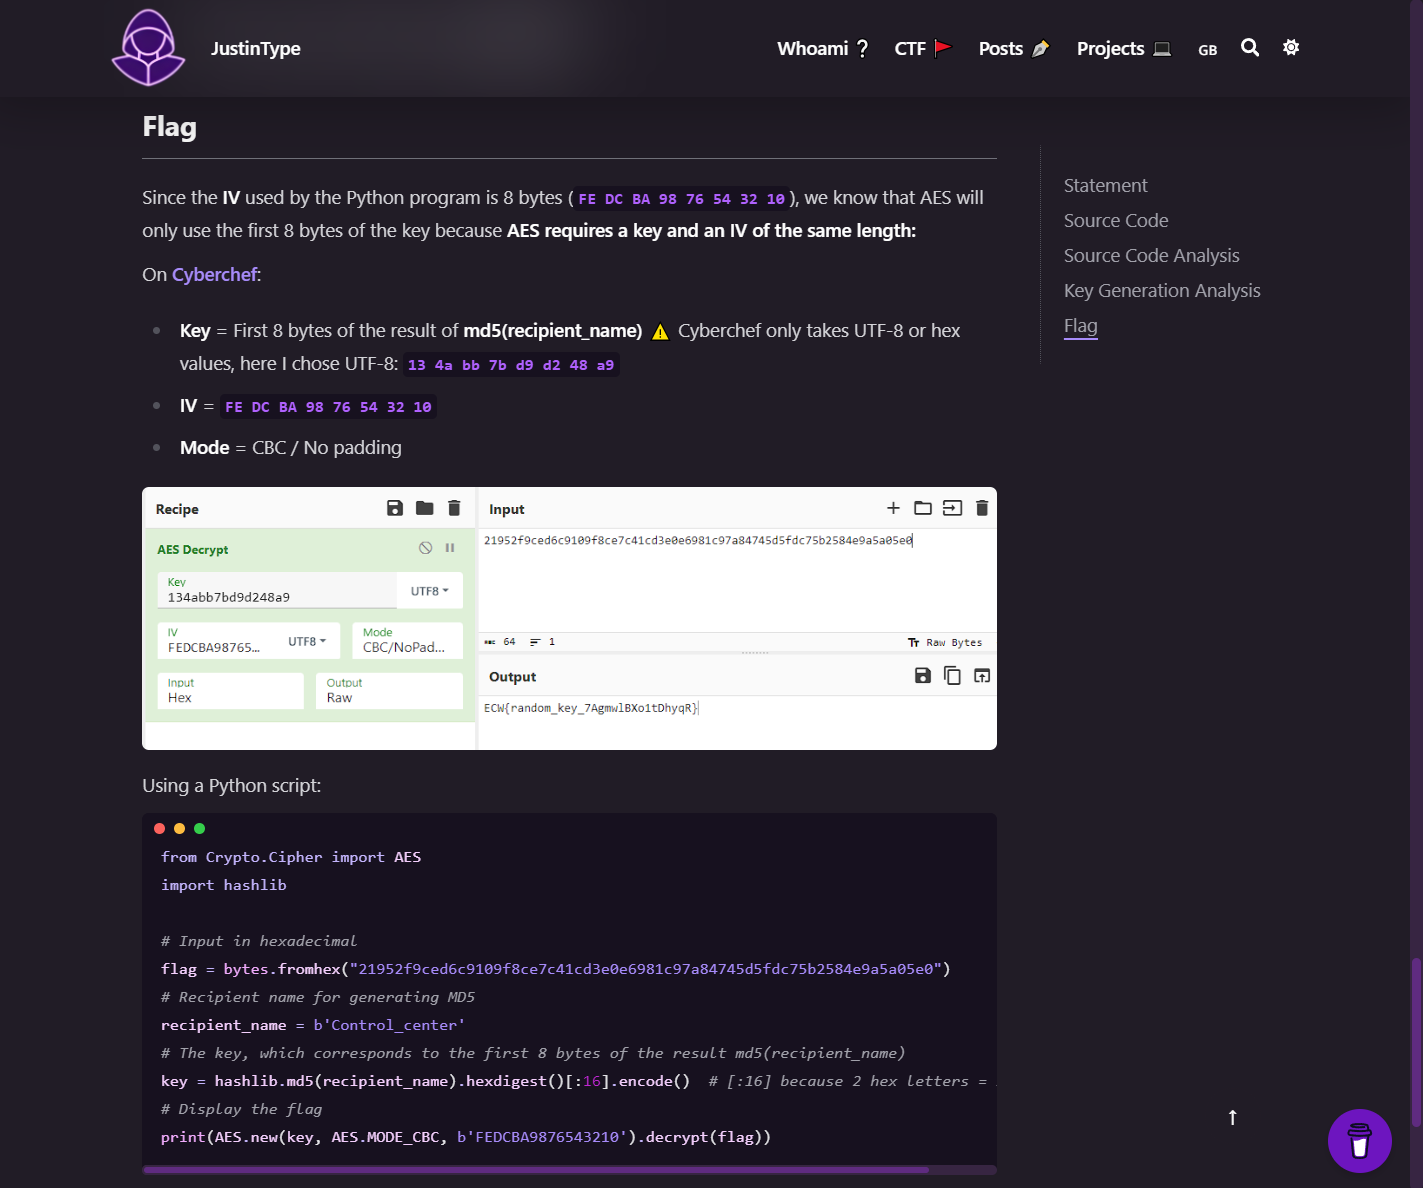 JustinType
Whoami ❔ CTF 🚩 Posts ✒️ Projects 💻 GB
Flag
Since the IV used by the Python program is 8 bytes ( FE DC BA 98 76 54 32 10 ), we know that AES will
only use the first 8 bytes of the key because AES requires a key and an IV of the same length:
On Cyberchef:
Key = First 8 bytes of the result of md5(recipient_name) ⚠️ Cyberchef only takes UTF-8 or hex
values, here I chose UTF-8: 13 4a bb 7b d9 d2 48 a9
IV = FE DC BA 98 76 54 32 10
Mode = CBC / No padding
Statement
Source Code
Source Code Analysis
Key Generation Analysis
Flag
Recipe
AES Decrypt
Key
134abb7bd9d248a9
UTF8
IV
FEDCBA98765...
UTF8
Mode
CBC/NoPad...
Input
Hex
Output
Raw
Input
21952f9ced6c9109f8ce7c41cd3e0e6981c97a84745d5fdc75b2584e9a5a05e0
64 1
Raw Bytes
Output
ECW{random_key_7AgmwlBXo1tDhyqR}
Using a Python script:
from Crypto.Cipher import AES
import hashlib
# Input in hexadecimal
flag = bytes.fromhex("21952f9ced6c9109f8ce7c41cd3e0e6981c97a84745d5fdc75b2584e9a5a05e0")
# Recipient name for generating MD5
recipient_name = b'Control_center'
# The key, which corresponds to the first 8 bytes of the result md5(recipient_name)
key = hashlib.md5(recipient_name).hexdigest()[:16].encode() # [:16] because 2 hex letters =
# Display the flag
print(AES.new(key, AES.MODE_CBC, b'FEDCBA9876543210').decrypt(flag))